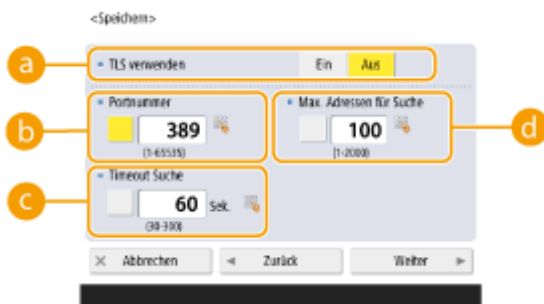 <Speichern>
a
TLS verwenden Ein Aus
b
Portnummer
389
(1-65535)
Max. Adressen für Suche
100
(1-2000)
d
c
Timeout Suche
60 Sek.
(30-300)
Abbrechen Zurück Weiter